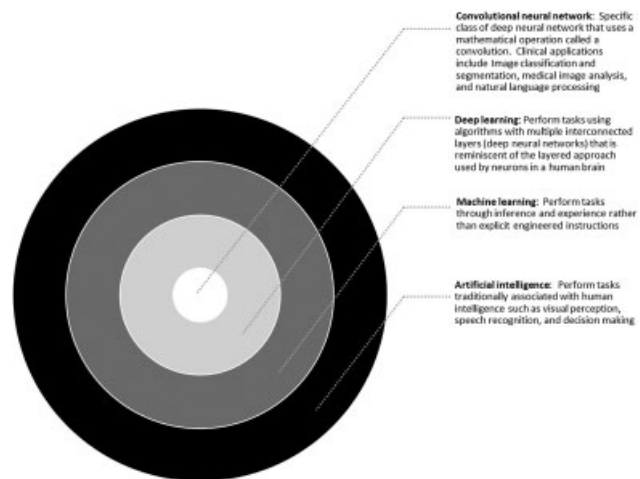 Convolutional neural network: Specific
class of deep neural network that uses a
mathematical operation called a
convolution. Clinical applications
include Image classification and
segmentation, medical image analysis,
and natural language processing
Deep learning: Perform tasks using
algorithms with multiple interconnected
layers (deep neural networks) that is
reminiscent of the layered approach
used by neurons in a human brain
Machine learning: Perform tasks
through inference and experience rather
than explicit engineered instructions
Artificial intelligence: Perform tasks
traditionally associated with human
intelligence such as visual perception,
speech recognition, and decision making